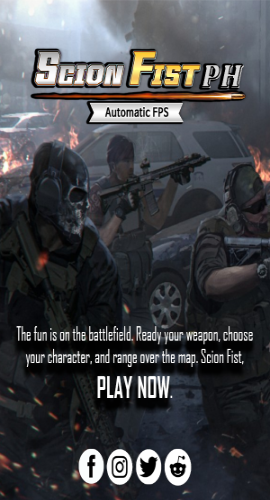 SCION FIST PH
Automatic FPS
The fun is on the battlefield. Ready your weapon, choose
your character, and range over the map. Scion Fist,
PLAY NOW.